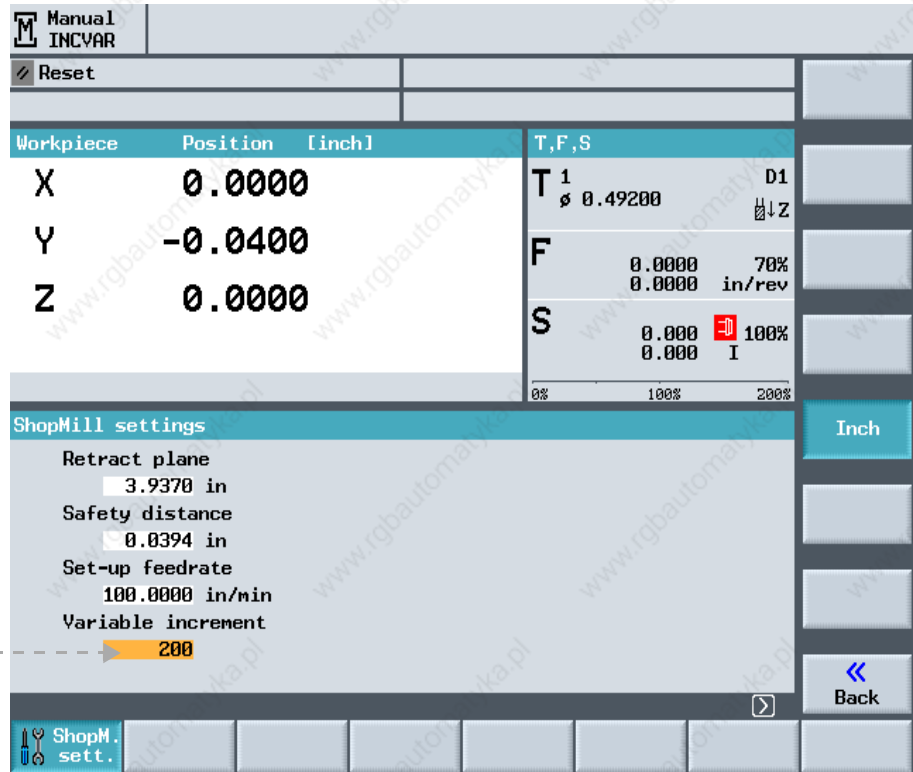 Manual
INCVAR
Reset
Workpiece Position [inch]
X 0.0000
Y -0.0400
Z 0.0000
T,F,S
T 1 D1
ø 0.49200 ↓Z
F 0.0000 70%
0.0000 in/rev
S 0.000 100%
0.000 I
0% 100% 200%
ShopMill settings
Retract plane
3.9370 in
Safety distance
0.0394 in
Set-up feedrate
100.0000 in/min
Variable increment
200
Inch
«
Back
ShopM.
sett.
www.rgbautomatyka.pl